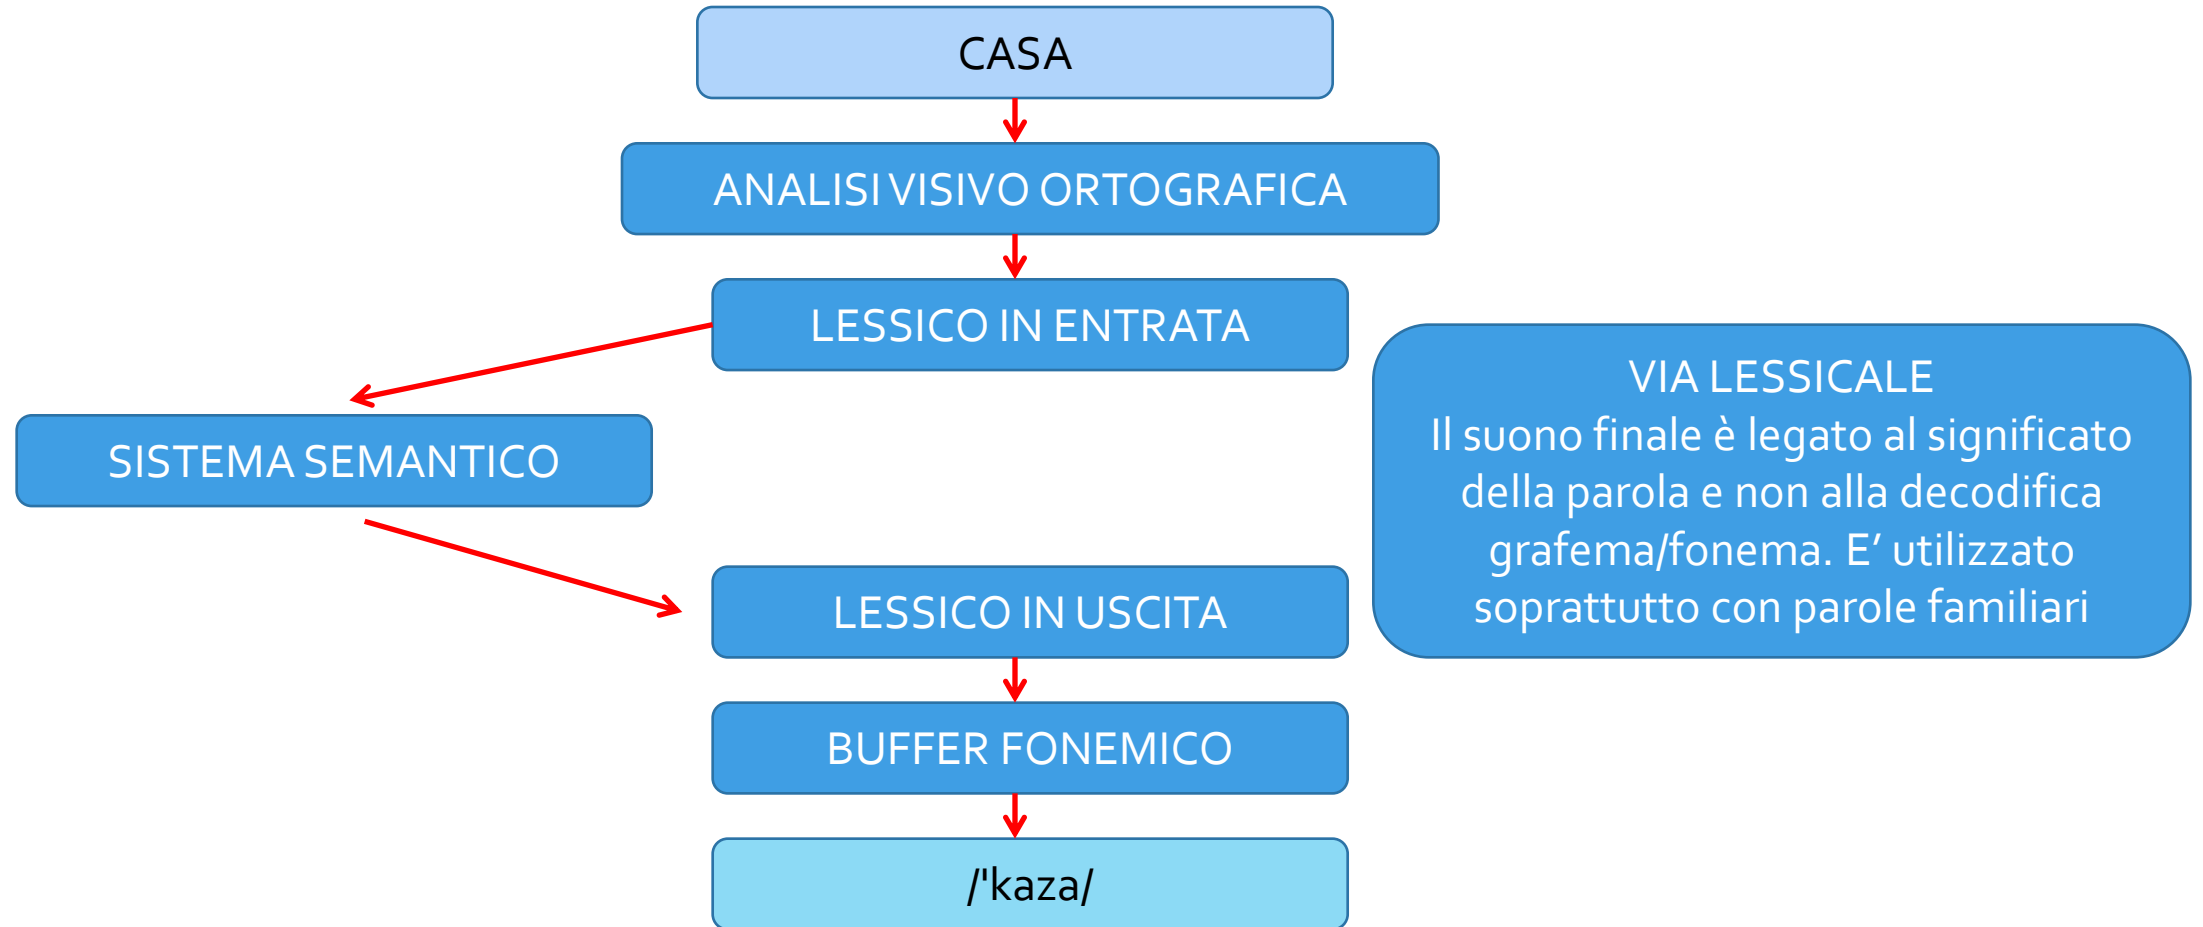 CASA
ANALISI VISIVO ORTOGRAFICA
LESSICO IN ENTRATA
SISTEMA SEMANTICO
VIA LESSICALE
Il suono finale è legato al significato
della parola e non alla decodifica
grafema/fonema. E’ utilizzato
soprattutto con parole familiari
LESSICO IN USCITA
BUFFER FONEMICO
/'kaza/